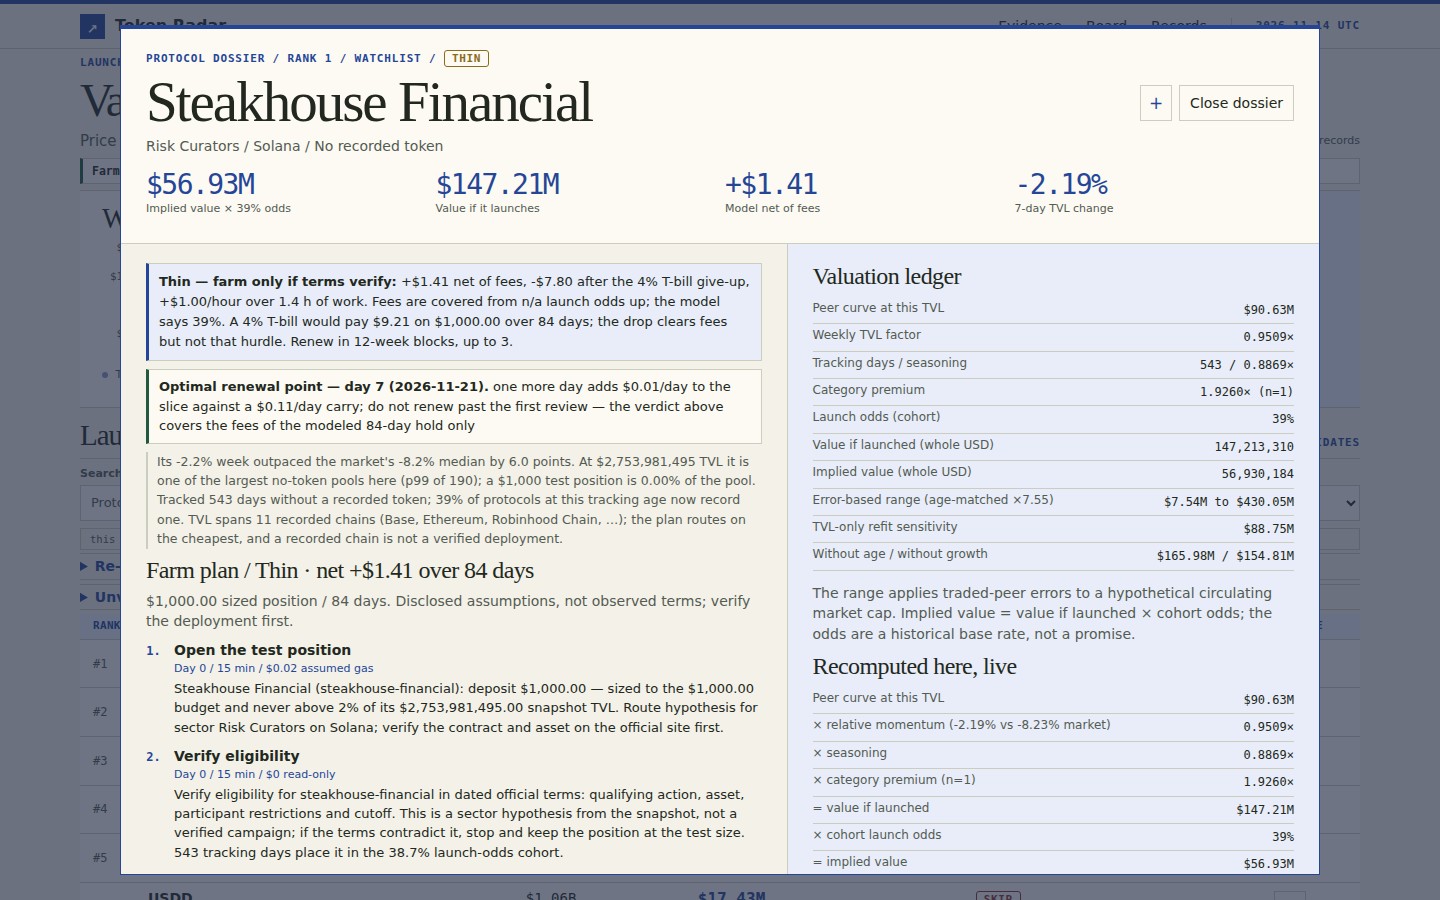 Token Radar
Evidence Board Records 2026-11-14 UTC
PROTOCOL DOSSIER / RANK 1 / WATCHLIST / THIN
Steakhouse Financial
+ Close dossier
Risk Curators / Solana / No recorded token
$56.93M
Implied value × 39% odds
$147.21M
Value if it launches
+$1.41
Model net of fees
-2.19%
7-day TVL change
Price
records
Farm
Thin — farm only if terms verify: +$1.41 net of fees, -$7.80 after the 4% T-bill give-up,
+$1.00/hour over 1.4 h of work. Fees are covered from n/a launch odds up; the model
says 39%. A 4% T-bill would pay $9.21 on $1,000.00 over 84 days; the drop clears fees
but not that hurdle. Renew in 12-week blocks, up to 3.
Optimal renewal point — day 7 (2026-11-21). one more day adds $0.01/day to the
slice against a $0.11/day carry; do not renew past the first review — the verdict above
covers the fees of the modeled 84-day hold only
Its -2.2% week outpaced the market's -8.2% median by 6.0 points. At $2,753,981,495 TVL it is
one of the largest no-token pools here (p99 of 190); a $1,000 test position is 0.00% of the pool.
Tracked 543 days without a recorded token; 39% of protocols at this tracking age now record
one. TVL spans 11 recorded chains (Base, Ethereum, Robinhood Chain, …); the plan routes on
the cheapest, and a recorded chain is not a verified deployment.
Farm plan / Thin · net +$1.41 over 84 days
$1,000.00 sized position / 84 days. Disclosed assumptions, not observed terms; verify
the deployment first.
1. Open the test position
Day 0 / 15 min / $0.02 assumed gas
Steakhouse Financial (steakhouse-financial): deposit $1,000.00 — sized to the $1,000.00
budget and never above 2% of its $2,753,981,495.00 snapshot TVL. Route hypothesis for
sector Risk Curators on Solana; verify the contract and asset on the official site first.
2. Verify eligibility
Day 0 / 15 min / $0 read-only
Verify eligibility for steakhouse-financial in dated official terms: qualifying action, asset,
participant restrictions and cutoff. This is a sector hypothesis from the snapshot, not a
verified campaign; if the terms contradict it, stop and keep the position at the test size.
543 tracking days place it in the 38.7% launch-odds cohort.
Valuation ledger
Peer curve at this TVL $90.63M
Weekly TVL factor 0.9509×
Tracking days / seasoning 543 / 0.8869×
Category premium 1.9260× (n=1)
Launch odds (cohort) 39%
Value if launched (whole USD) 147,213,310
Implied value (whole USD) 56,930,184
Error-based range (age-matched ×7.55) $7.54M to $430.05M
TVL-only refit sensitivity $88.75M
Without age / without growth $165.98M / $154.81M
The range applies traded-peer errors to a hypothetical circulating
market cap. Implied value = value if launched × cohort odds; the
odds are a historical base rate, not a promise.
Recomputed here, live
Peer curve at this TVL $90.63M
× relative momentum (-2.19% vs -8.23% market) 0.9509×
× seasoning 0.8869×
× category premium (n=1) 1.9260×
= value if launched $147.21M
× cohort launch odds 39%
= implied value $56.93M
Search
this
RANK
#1
#2
#3
#4
#5
USDD $1.06B $17.43M SKIP